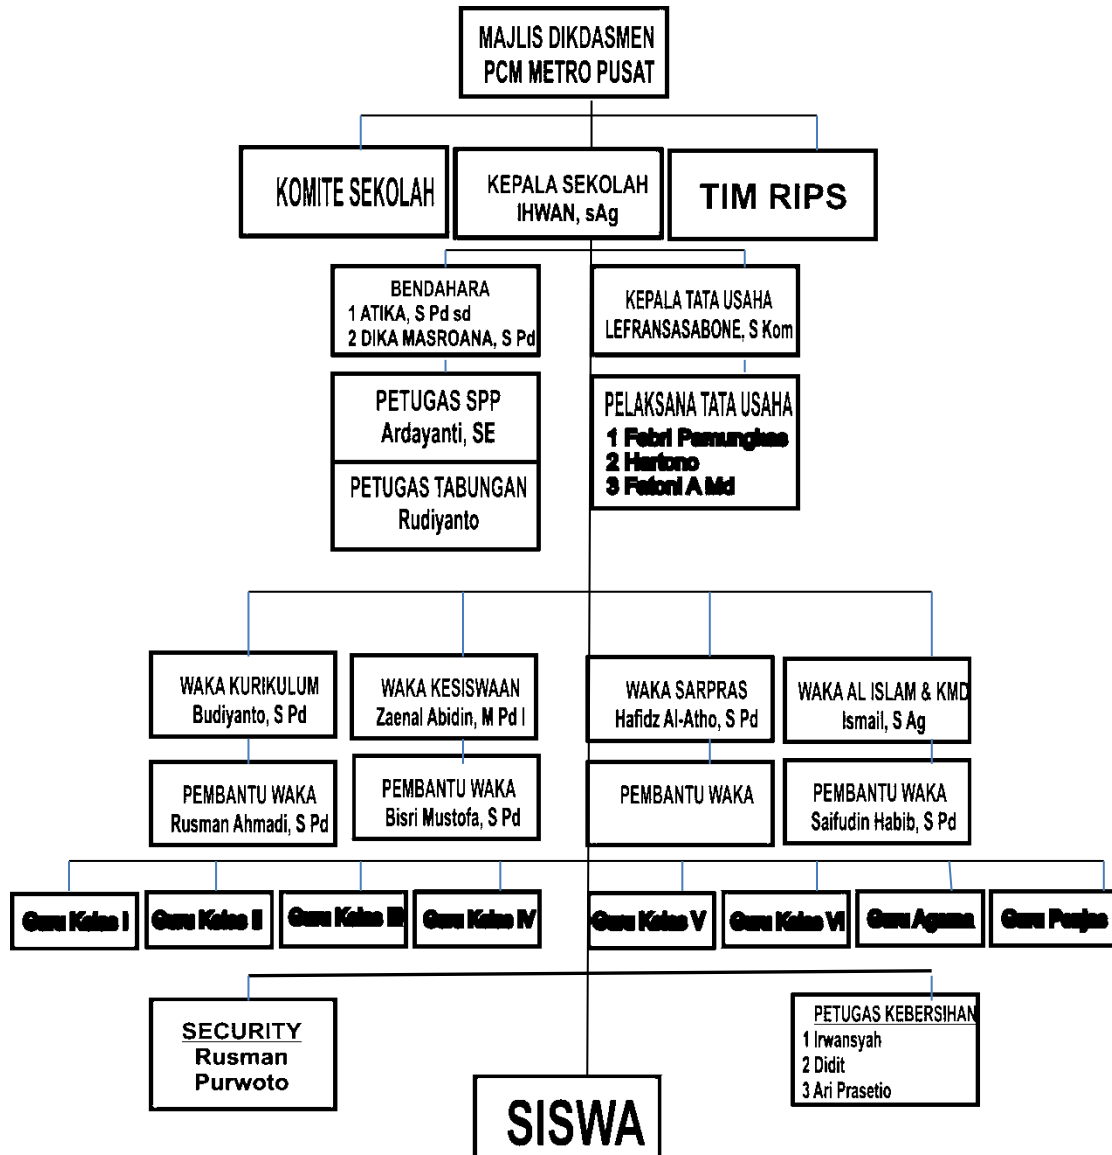 MAJLIS DIKDASMEN
PCM METRO PUSAT
KOMITE SEKOLAH
KEPALA SEKOLAH
IHWAN, sAg
TIM RIPS
BENDAHARA
1 ATIKA, S Pd sd
2 DIKA MASROANA, S Pd
KEPALA TATA USAHA
LEFRANSASABONE, S Kom
PETUGAS SPP
Ardayanti, SE
PETUGAS TABUNGAN
Rudiyanto
PELAKSANA TATA USAHA
1 Febri Pamungkas
2 Hartono
3 Fatoni A Md
WAKA KURIKULUM
Budiyanto, S Pd
WAKA KESISWAAN
Zaenal Abidin, M Pd I
WAKA SARPRAS
Hafidz Al-Atho, S Pd
WAKA AL ISLAM & KMD
Ismail, S Ag
PEMBANTU WAKA
Rusman Ahmadi, S Pd
PEMBANTU WAKA
Bisri Mustofa, S Pd
PEMBANTU WAKA
PEMBANTU WAKA
Saifudin Habib, S Pd
Guru Kelas I
Guru Kelas II
Guru Kelas III
Guru Kelas IV
Guru Kelas V
Guru Kelas VI
Guru Agama
Guru Penjas
SECURITY
Rusman
Purwoto
PETUGAS KEBERSIHAN
1 Irwansyah
2 Didit
3 Ari Prasetio
SISWA